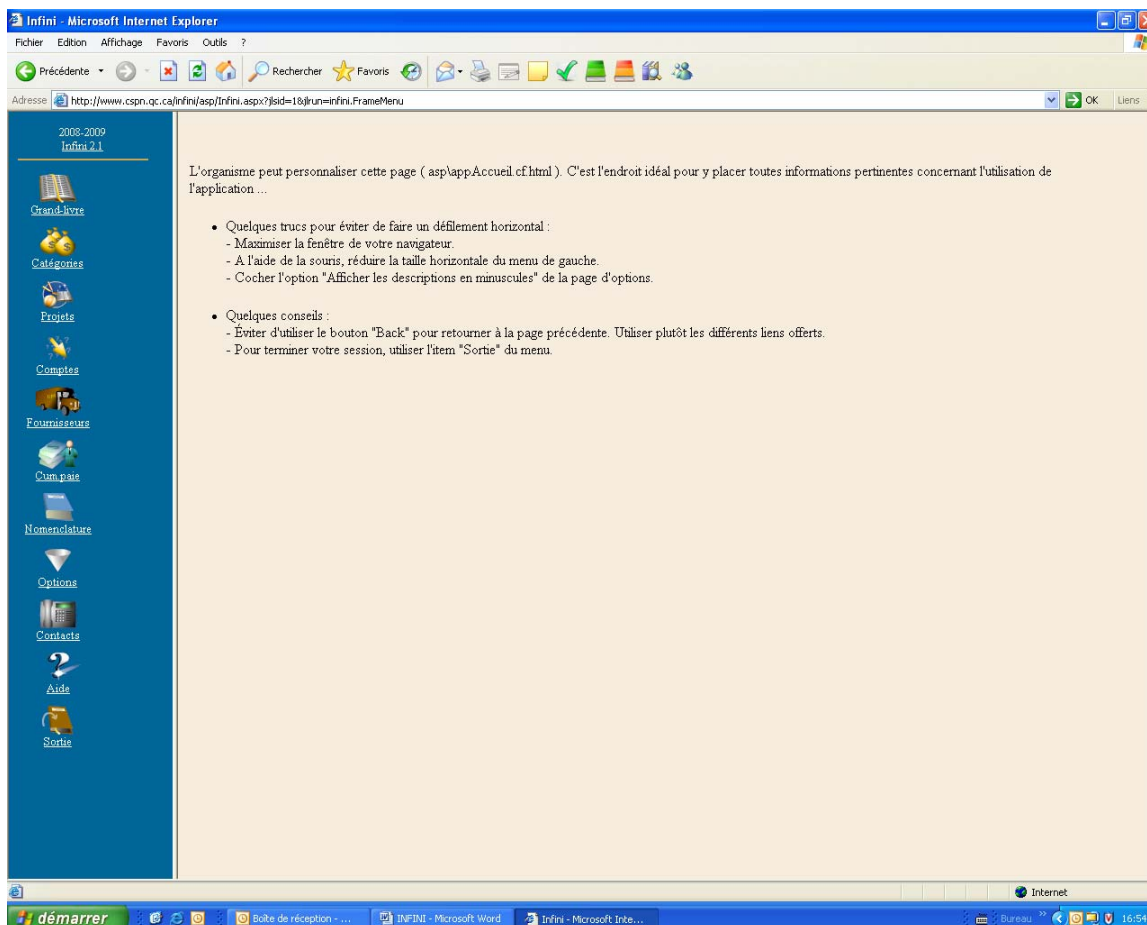 Infini - Microsoft Internet Explorer
Fichier Edition Affichage Favoris Outils ?
Précédente Rechercher Favoris
Adresse http://www.cspn.qc.ca/infini/asp/Infini.aspx?jlsid=1&jlrun=infini.FrameMenu OK Liens
2008-2009
Infini 2.1
Grand-livre
Catégories
Projets
Comptes
Fournisseurs
Cum.paie
Nomenclature
Options
Contacts
Aide
Sortie
L'organisme peut personnaliser cette page ( asp\appAccueil.cf.html ). C'est l'endroit idéal pour y placer toutes informations pertinentes concernant l'utilisation de
l'application ...
• Quelques trucs pour éviter de faire un défilement horizontal :
- Maximiser la fenêtre de votre navigateur.
- A l'aide de la souris, réduire la taille horizontale du menu de gauche.
- Cocher l'option "Afficher les descriptions en minuscules" de la page d'options.
• Quelques conseils :
- Éviter d'utiliser le bouton "Back" pour retourner à la page précédente. Utiliser plutôt les différents liens offerts.
- Pour terminer votre session, utiliser l'item "Sortie" du menu.
Internet
démarrer Boîte de réception - ... INFINI - Microsoft Word Infini - Microsoft Inte... Bureau » 16:54